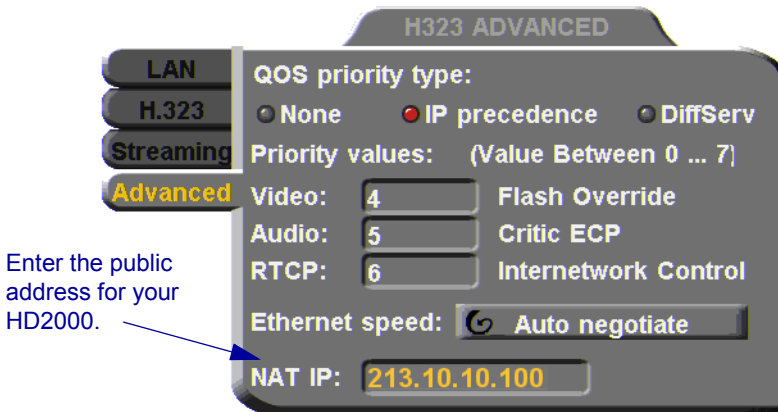 H323 ADVANCED
LAN
H.323
Streaming
Advanced
QOS priority type:
None IP precedence DiffServ
Priority values: (Value Between 0 ... 7)
Video: 4 Flash Override
Audio: 5 Critic ECP
RTCP: 6 Internetwork Control
Ethernet speed: Auto negotiate
NAT IP: 213.10.10.100
Enter the public
address for your
HD2000.